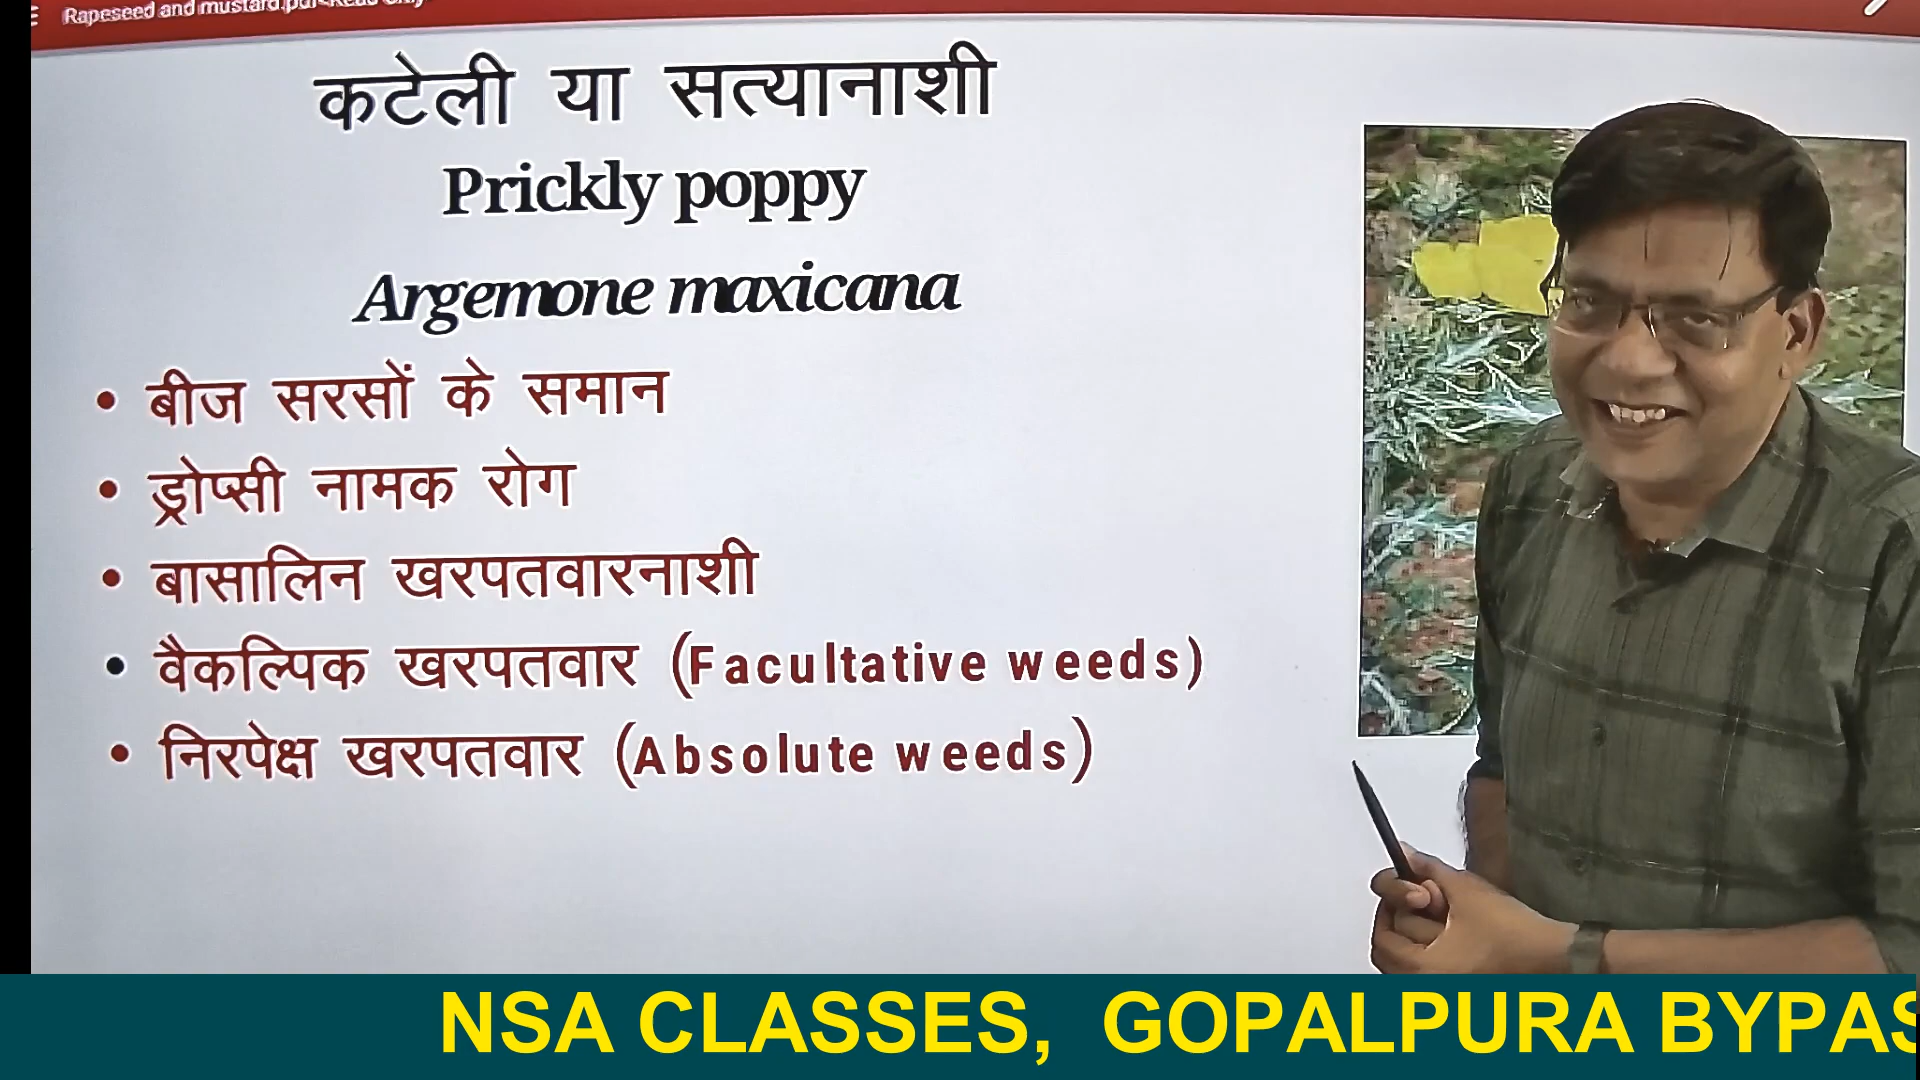 Rapeseed and mustard.pdf
कटेली या सत्यानाशी
Prickly poppy
Argemone maxicana
• बीज सरसों के समान
• ड्रोप्सी नामक रोग
• बासालिन खरपतवारनाशी
• वैकल्पिक खरपतवार (Facultative weeds)
• निरपेक्ष खरपतवार (Absolute weeds)
NSA CLASSES, GOPALPURA BYPAS